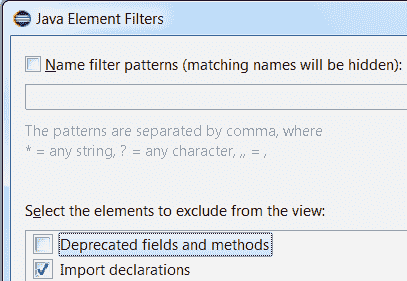 Java Element Filters
Name filter patterns (matching names will be hidden):
The patterns are separated by comma, where
* = any string, ? = any character, ,, = ,
Select the elements to exclude from the view:
Deprecated fields and methods
Import declarations